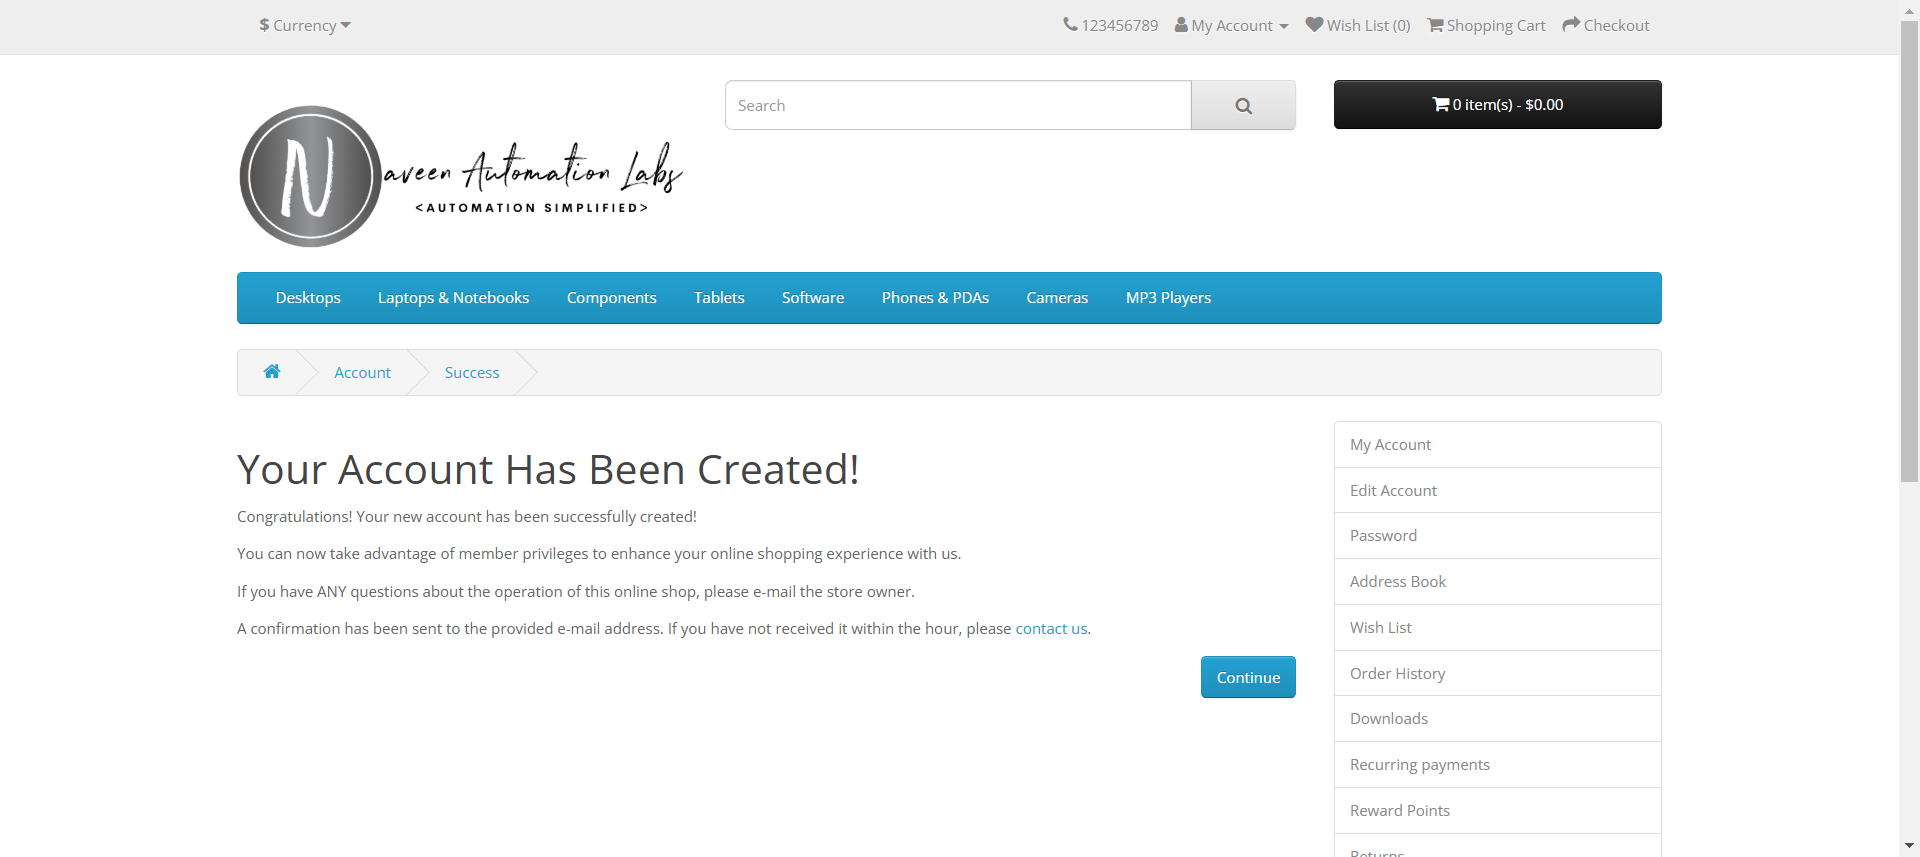 $ Currency
123456789 My Account Wish List (0) Shopping Cart Checkout
Search
0 item(s) - $0.00
N
aveen Automation Labs
<AUTOMATION SIMPLIFIED>
Desktops Laptops & Notebooks Components Tablets Software Phones & PDAs Cameras MP3 Players
Account Success
Your Account Has Been Created!
Congratulations! Your new account has been successfully created!
You can now take advantage of member privileges to enhance your online shopping experience with us.
If you have ANY questions about the operation of this online shop, please e-mail the store owner.
A confirmation has been sent to the provided e-mail address. If you have not received it within the hour, please contact us.
Continue
My Account
Edit Account
Password
Address Book
Wish List
Order History
Downloads
Recurring payments
Reward Points
Returns